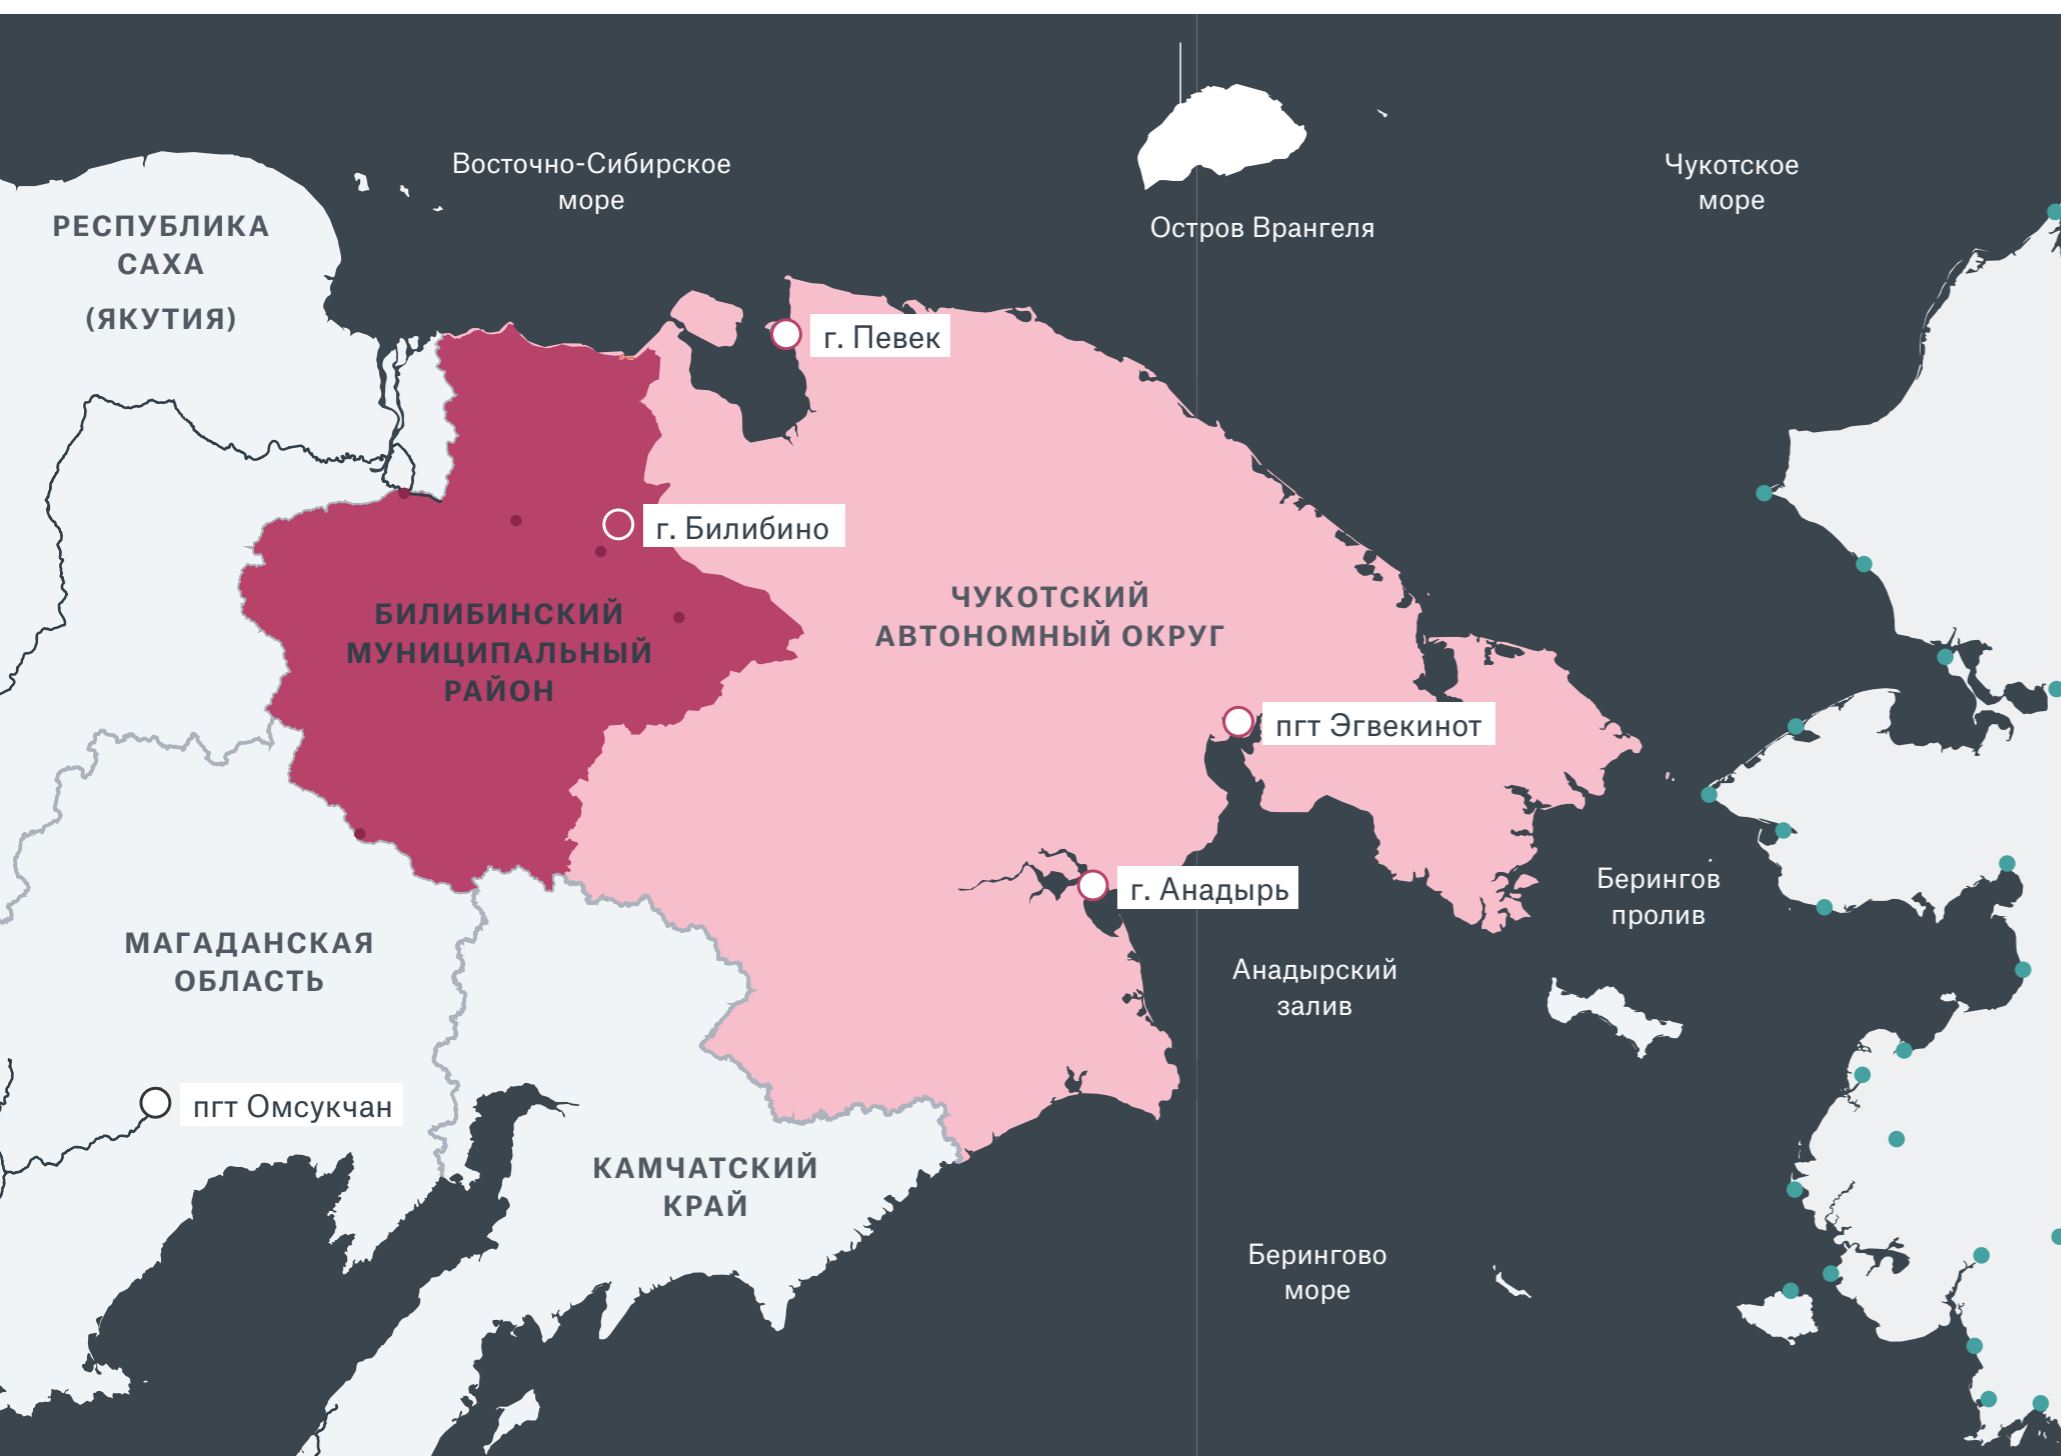 Восточно-Сибирское
море
Чукотское
море
РЕСПУБЛИКА
САХА
(ЯКУТИЯ)
Остров Врангеля
г. Певек
г. Билибино
БИЛИБИНСКИЙ
МУНИЦИПАЛЬНЫЙ
РАЙОН
ЧУКОТСКИЙ
АВТОНОМНЫЙ ОКРУГ
пгт Эгвекинот
г. Анадырь
Берингов
пролив
МАГАДАНСКАЯ
ОБЛАСТЬ
Анадырский
залив
пгт Омсукчан
КАМЧАТСКИЙ
КРАЙ
Берингово
море